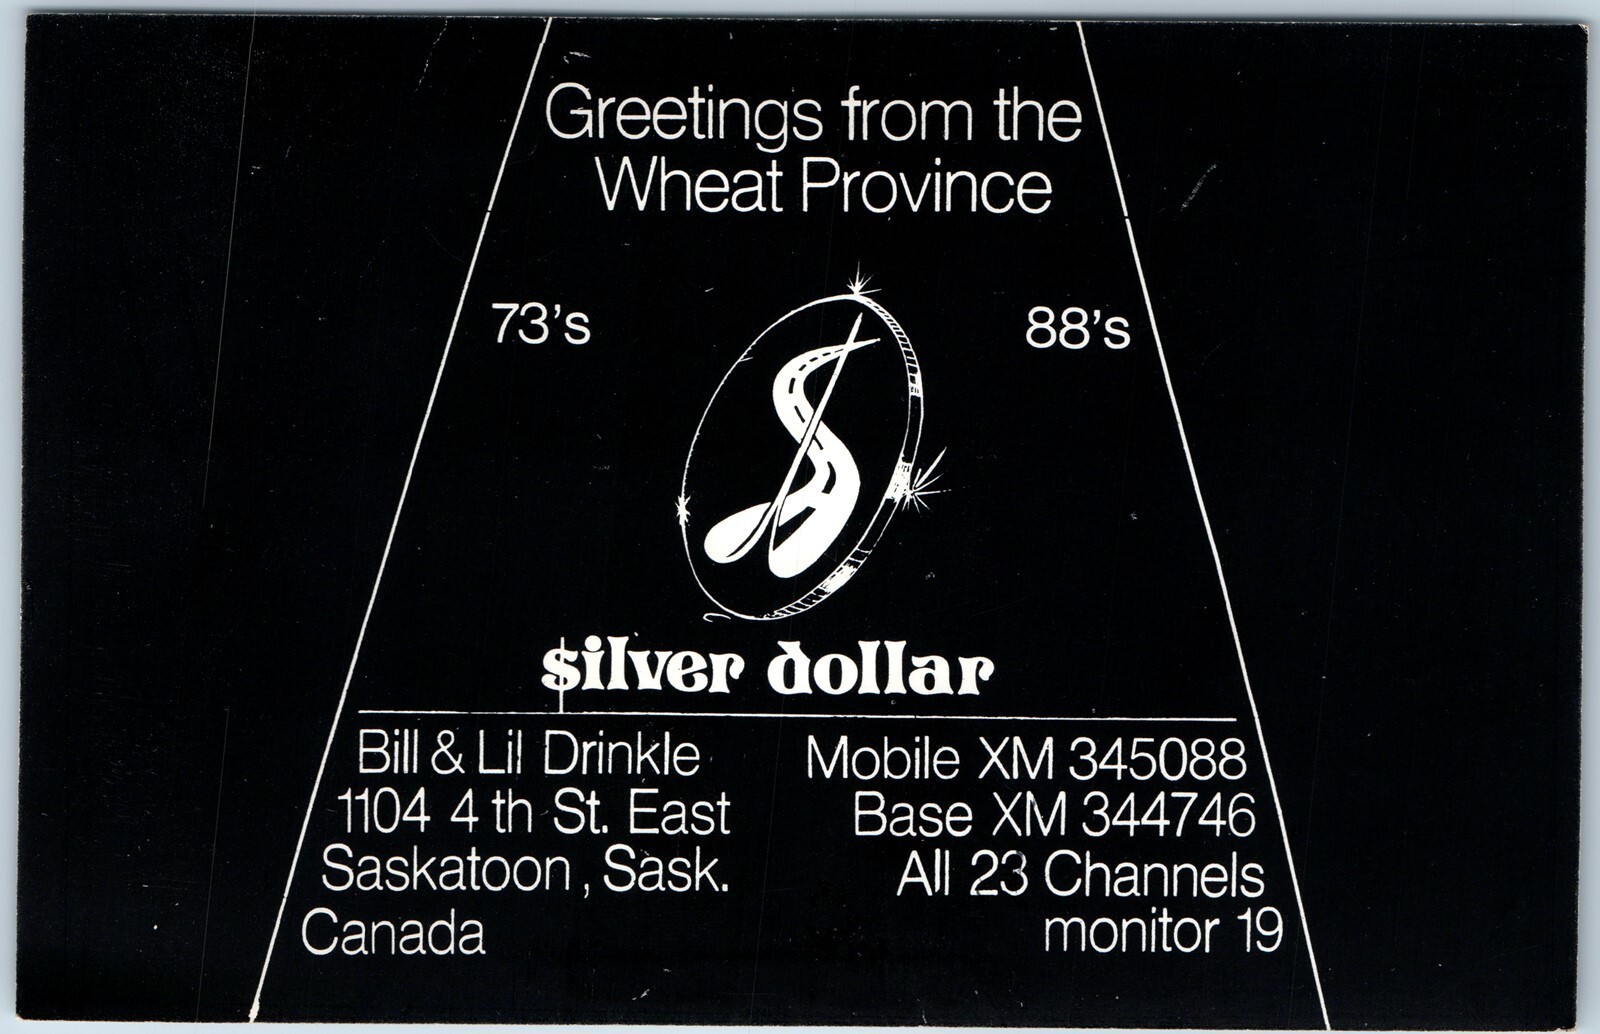 Greetings from the
Wheat Province
73's
88's
$ilver dollar
Bill & Lil Drinkle
1104 4 th St. East
Saskatoon, Sask.
Canada
Mobile XM 345088
Base XM 344746
All 23 Channels
monitor 19